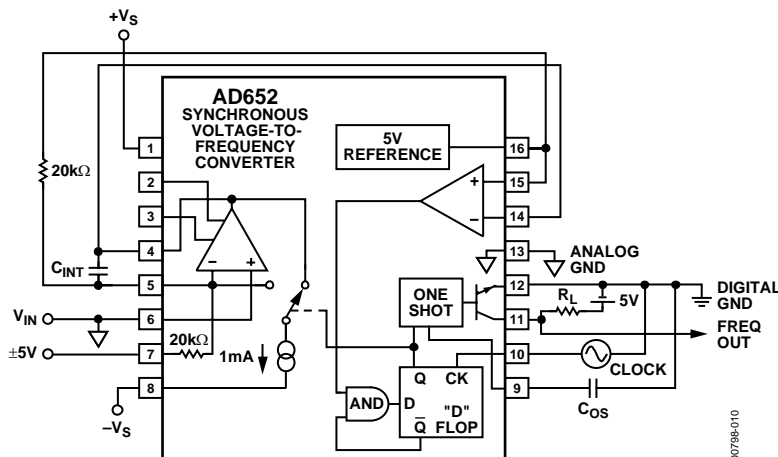 +VS
AD652
SYNCHRONOUS
VOLTAGE-TO-
FREQUENCY
CONVERTER
5V
REFERENCE
20kΩ
CINT
VIN
±5V
–VS
1
2
3
4
5
6
7
8
16
15
14
13
12
11
10
9
+
–
–
+
20kΩ
1mA
ONE
SHOT
AND
D
Q
CK
Q̅
"D"
FLOP
ANALOG
GND
DIGITAL
GND
RL
5V
FREQ
OUT
CLOCK
COS
00798-010